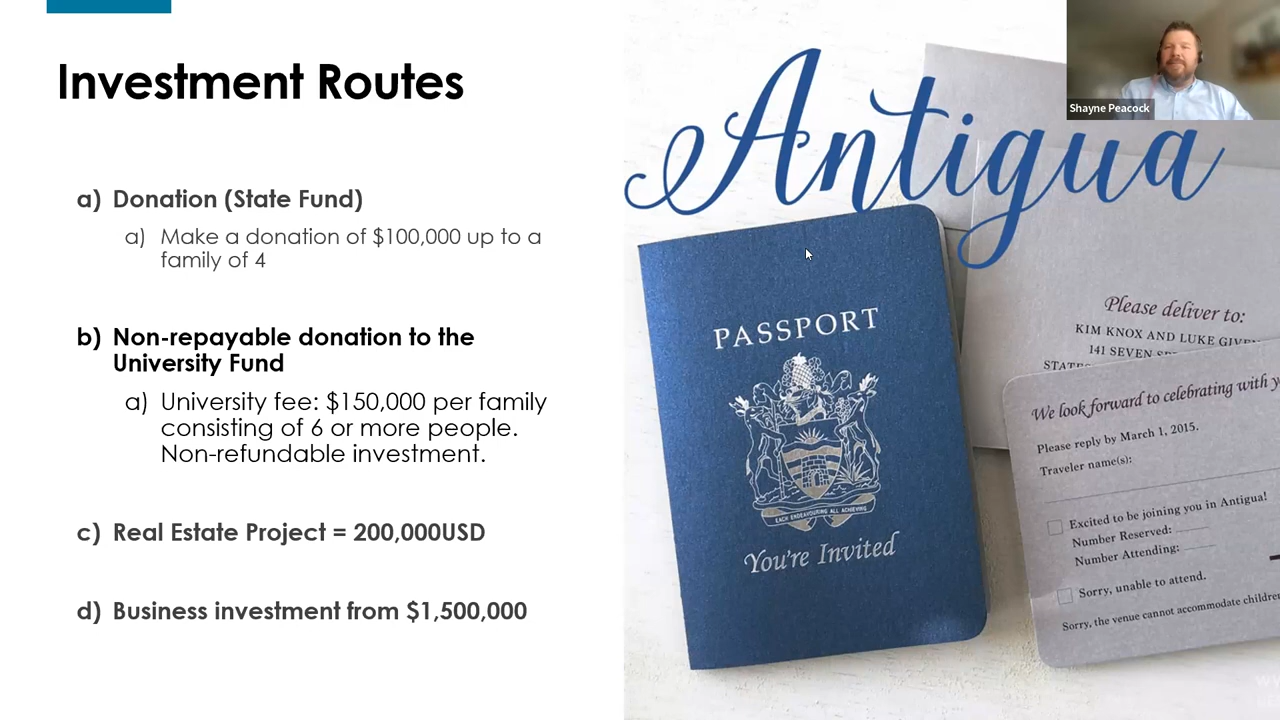 Investment Routes
a) Donation (State Fund)
a) Make a donation of $100,000 up to a
family of 4
b) Non-repayable donation to the
University Fund
a) University fee: $150,000 per family
consisting of 6 or more people.
Non-refundable investment.
c) Real Estate Project = 200,000USD
d) Business investment from $1,500,000
Antigua
Shayne Peacock
PASSPORT
EACH ENDEAVOURING ALL ACHIEVING
You're Invited
Please deliver to:
KIM KNOX AND LUKE
141 SEVEN
We look forward to celebrating with
Please reply by March 1, 2015.
Traveler name(s):
Excited to be joining you in Antigua!
Number Reserved:
Number Attending:
Sorry, unable to attend.
Sorry, the venue cannot accommodate